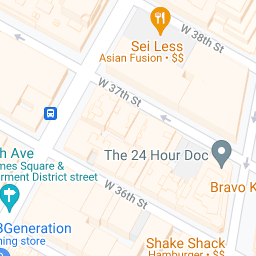 W 38th St
Sei Less
Asian Fusion • $$
W 37th St
h Ave
mes Square &
rment District street
The 24 Hour Doc
Bravo K
W 36th St
BGeneration
ning store
Shake Shack
Hamburger • $$